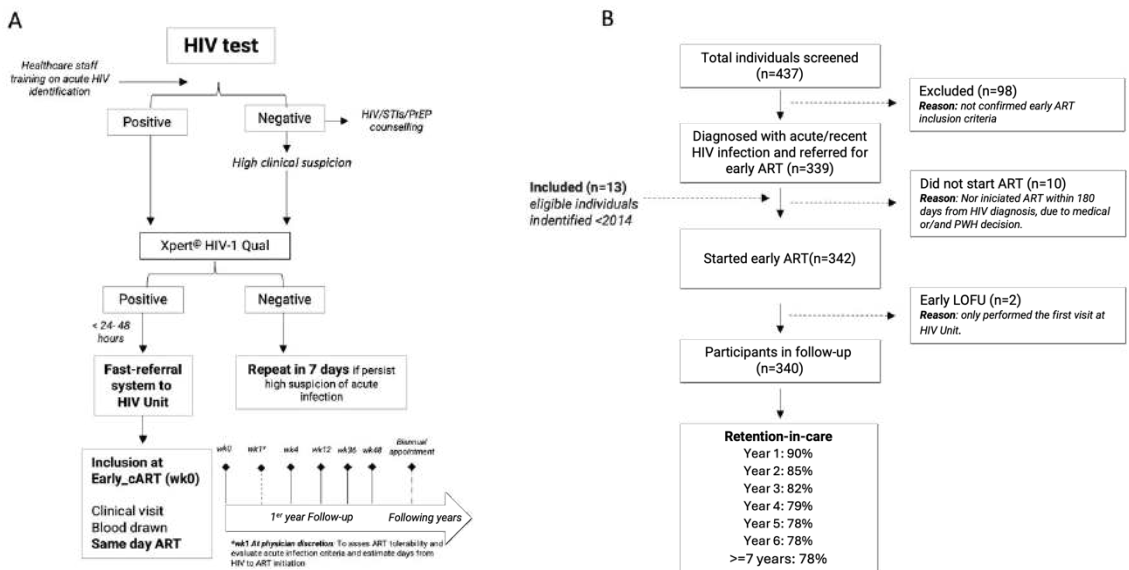 A
HIV test
Healthcare staff
training on acute HIV
identification
Positive
Negative
HIV/STIs/PrEP
counselling
High clinical suspicion
Xpert® HIV-1 Qual
Positive
Negative
< 24-48
hours
Fast-referral
system to
HIV Unit
Repeat in 7 days if persist
high suspicion of acute
infection
Inclusion at
Early_cART (wk0)
Clinical visit
Blood drawn
Same day ART
wk0
wk1*
wk4
wk12
wk36
wk48
Biannual
appointment
1er year Follow-up
Following years
*wk1 At physician discretion: To asses ART tolerability and
evaluate acute infection criteria and estimate days from
HIV to ART initiation
B
Total individuals screened
(n=437)
Excluded (n=98)
Reason: not confirmed early ART
inclusion criteria
Diagnosed with acute/recent
HIV infection and referred for
early ART (n=339)
Included (n=13)
eligible individuals
indentified <2014
Did not start ART (n=10)
Reason: Nor iniciated ART within 180
days from HIV diagnosis, due to medical
or/and PWH decision.
Started early ART(n=342)
Early LOFU (n=2)
Reason: only performed the first visit at
HIV Unit.
Participants in follow-up
(n=340)
Retention-in-care
Year 1: 90%
Year 2: 85%
Year 3: 82%
Year 4: 79%
Year 5: 78%
Year 6: 78%
>=7 years: 78%